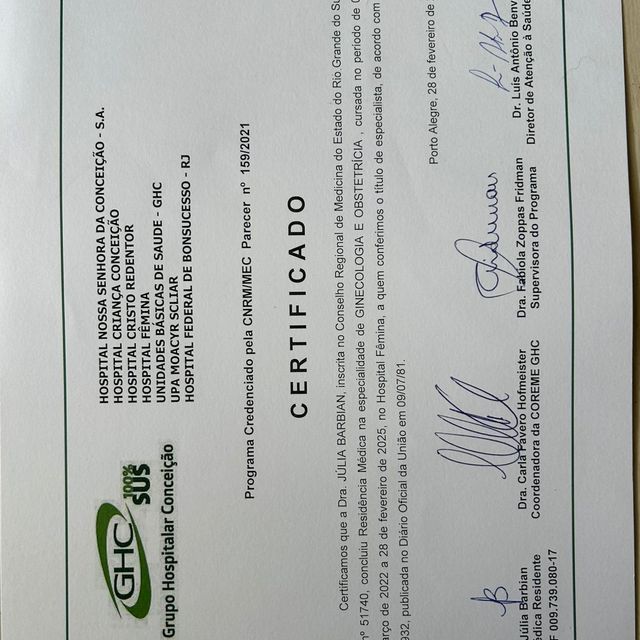 GHC
100%
SUS
Grupo Hospitalar Conceição
HOSPITAL NOSSA SENHORA DA CONCEIÇÃO - S.A.
HOSPITAL CRIANÇA CONCEIÇÃO
HOSPITAL CRISTO REDENTOR
HOSPITAL FÊMINA
UNIDADES BÁSICAS DE SAUDE - GHC
UPA MOACYR SCLIAR
HOSPITAL FEDERAL DE BONSUCESSO - RJ
Programa Credenciado pela CNRM/MEC Parecer nº 159/2021
CERTIFICADO
Certificamos que a Dra. JÚLIA BARBIAN, inscrita no Conselho Regional de Medicina do Estado do Rio Grande do Su
nº 51740, concluiu Residência Médica na especialidade de GINECOLOGIA E OBSTETRÍCIA , cursada no período de 0
arço de 2022 a 28 de fevereiro de 2025, no Hospital Fêmina, a quem conferimos o título de especialista, de acordo com
932, publicada no Diário Oficial da União em 09/07/81.
Porto Alegre, 28 de fevereiro de
Júlia Barbian
édica Residente
F 009.739.080-17
Dra. Carla Favero Hofmeister
Coordenadora da COREME GHC
Dra. Fabiola Zoppas Fridman
Supervisora do Programa
Dr. Luís Antônio Benv
Diretor de Atenção à Saúde